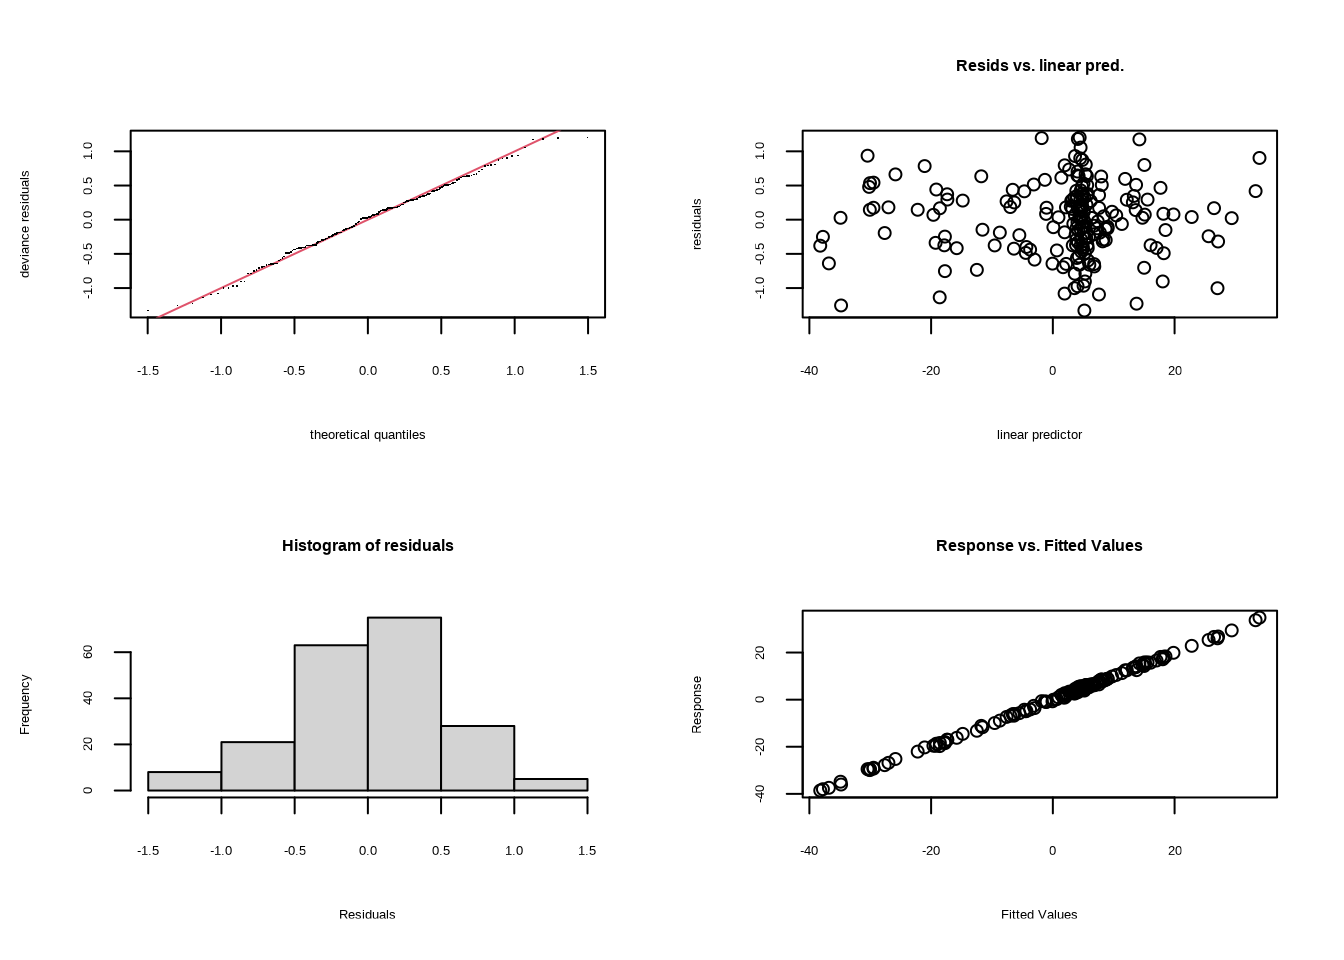 deviance residuals
1.0
0.5
0.0
-0.5
-1.0
-1.5 -1.0 -0.5 0.0 0.5 1.0 1.5
theoretical quantiles
Resids vs. linear pred.
residuals
1.0
0.5
0.0
-0.5
-1.0
-40 -20 0 20
linear predictor
Histogram of residuals
Frequency
60
40
20
0
-1.5 -1.0 -0.5 0.0 0.5 1.0 1.5
Residuals
Response vs. Fitted Values
Response
20
0
-20
-40
-40 -20 0 20
Fitted Values